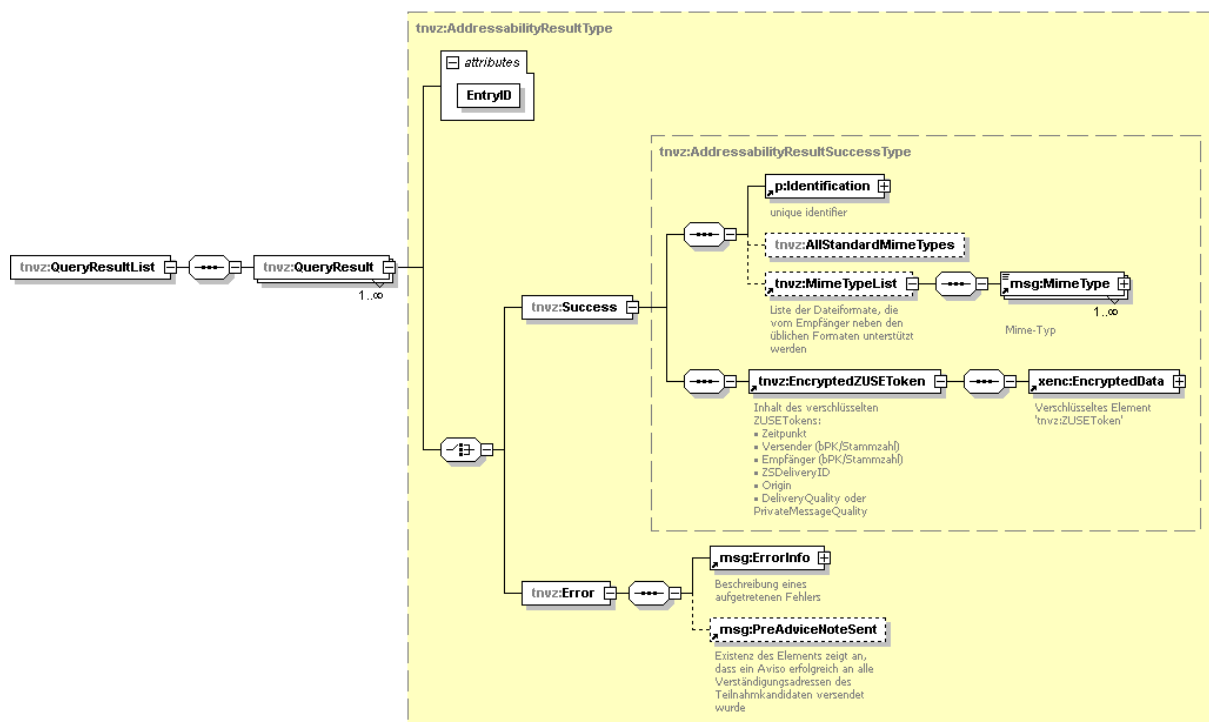 tnvz:AddressabilityResultType
attributes
EntryID
tnvz:AddressabilityResultSuccessType
p:Identification
unique identifier
tnvz:AllStandardMimeTypes
tnvz:QueryResultList
tnvz:QueryResult
1..∞
tnvz:Success
tnvz:MimeTypeList
Liste der Dateiformate, die
vom Empfänger neben den
üblichen Formaten unterstützt
werden
msg:MimeType
1..∞
Mime-Typ
tnvz:EncryptedZUSEToken
Inhalt des verschlüsselten
ZUSETokens:
▪ Zeitpunkt
▪ Versender (bPK/Stammzahl)
▪ Empfänger (bPK/Stammzahl)
▪ ZSDeliveryID
▪ Origin
▪ DeliveryQuality oder
PrivateMessageQuality
xenc:EncryptedData
Verschlüsseltes Element
'tnvz:ZUSEToken'
tnvz:Error
msg:ErrorInfo
Beschreibung eines
aufgetretenen Fehlers
msg:PreAdviceNoteSent
Existenz des Elements zeigt an,
dass ein Aviso erfolgreich an alle
Verständigungsadressen des
Teilnahmkandidaten versendet
wurde